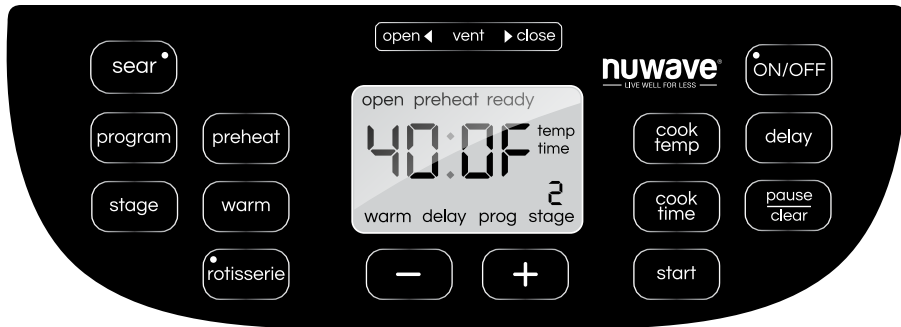 open vent close
sear
nuwave®
LIVE WELL FOR LESS
ON/OFF
open preheat ready
program
preheat
40:0F
temp
time
cook
temp
delay
stage
warm
2
warm delay prog stage
cook
time
pause
clear
rotisserie
−
+
start